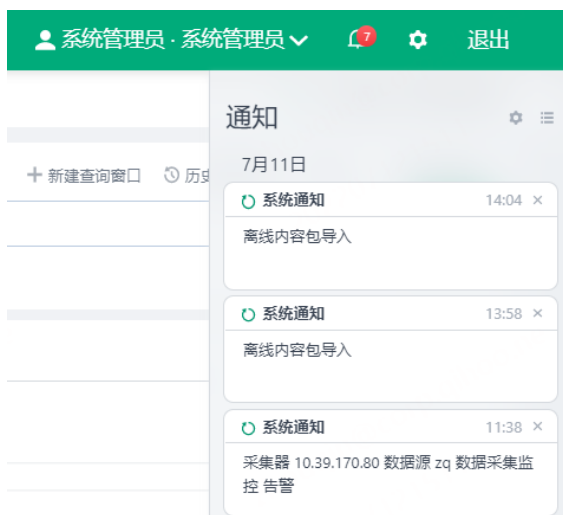 系统管理员 · 系统管理员 7 退出
通知
新建查询窗口 历史
7月11日
系统通知 14:04 ×
离线内容包导入
系统通知 13:58 ×
离线内容包导入
系统通知 11:38 ×
采集器 10.39.170.80 数据源 zq 数据采集监
控 告警